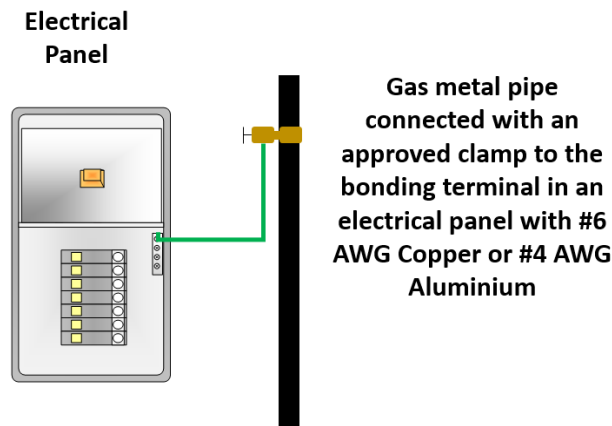 Electrical
Panel
Gas metal pipe
connected with an
approved clamp to the
bonding terminal in an
electrical panel with #6
AWG Copper or #4 AWG
Aluminium